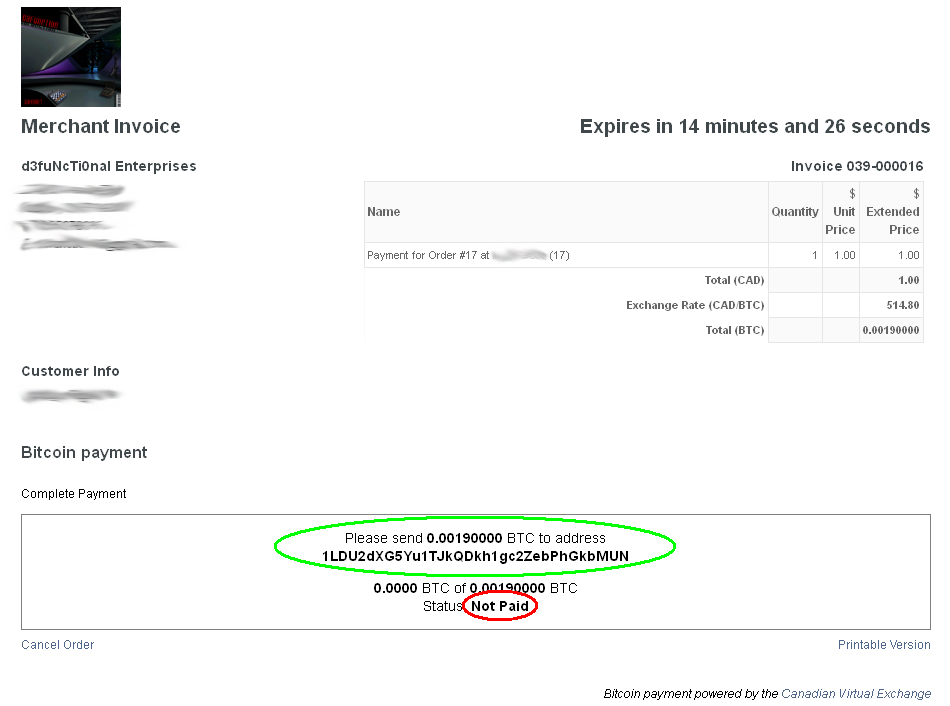 Merchant Invoice
Expires in 14 minutes and 26 seconds
d3fuNcTi0nal Enterprises
Invoice 039-000016
Name Quantity $ Unit Price $ Extended Price
Payment for Order #17 at (17) 1 1.00 1.00
Total (CAD) 1.00
Exchange Rate (CAD/BTC) 514.80
Total (BTC) 0.00190000
Customer Info
Bitcoin payment
Complete Payment
Please send 0.00190000 BTC to address
1LDU2dXG5Yu1TJkQDkh1gc2ZebPhGkbMUN
0.0000 BTC of 0.00190000 BTC
Status Not Paid
Cancel Order
Printable Version
Bitcoin payment powered by the Canadian Virtual Exchange